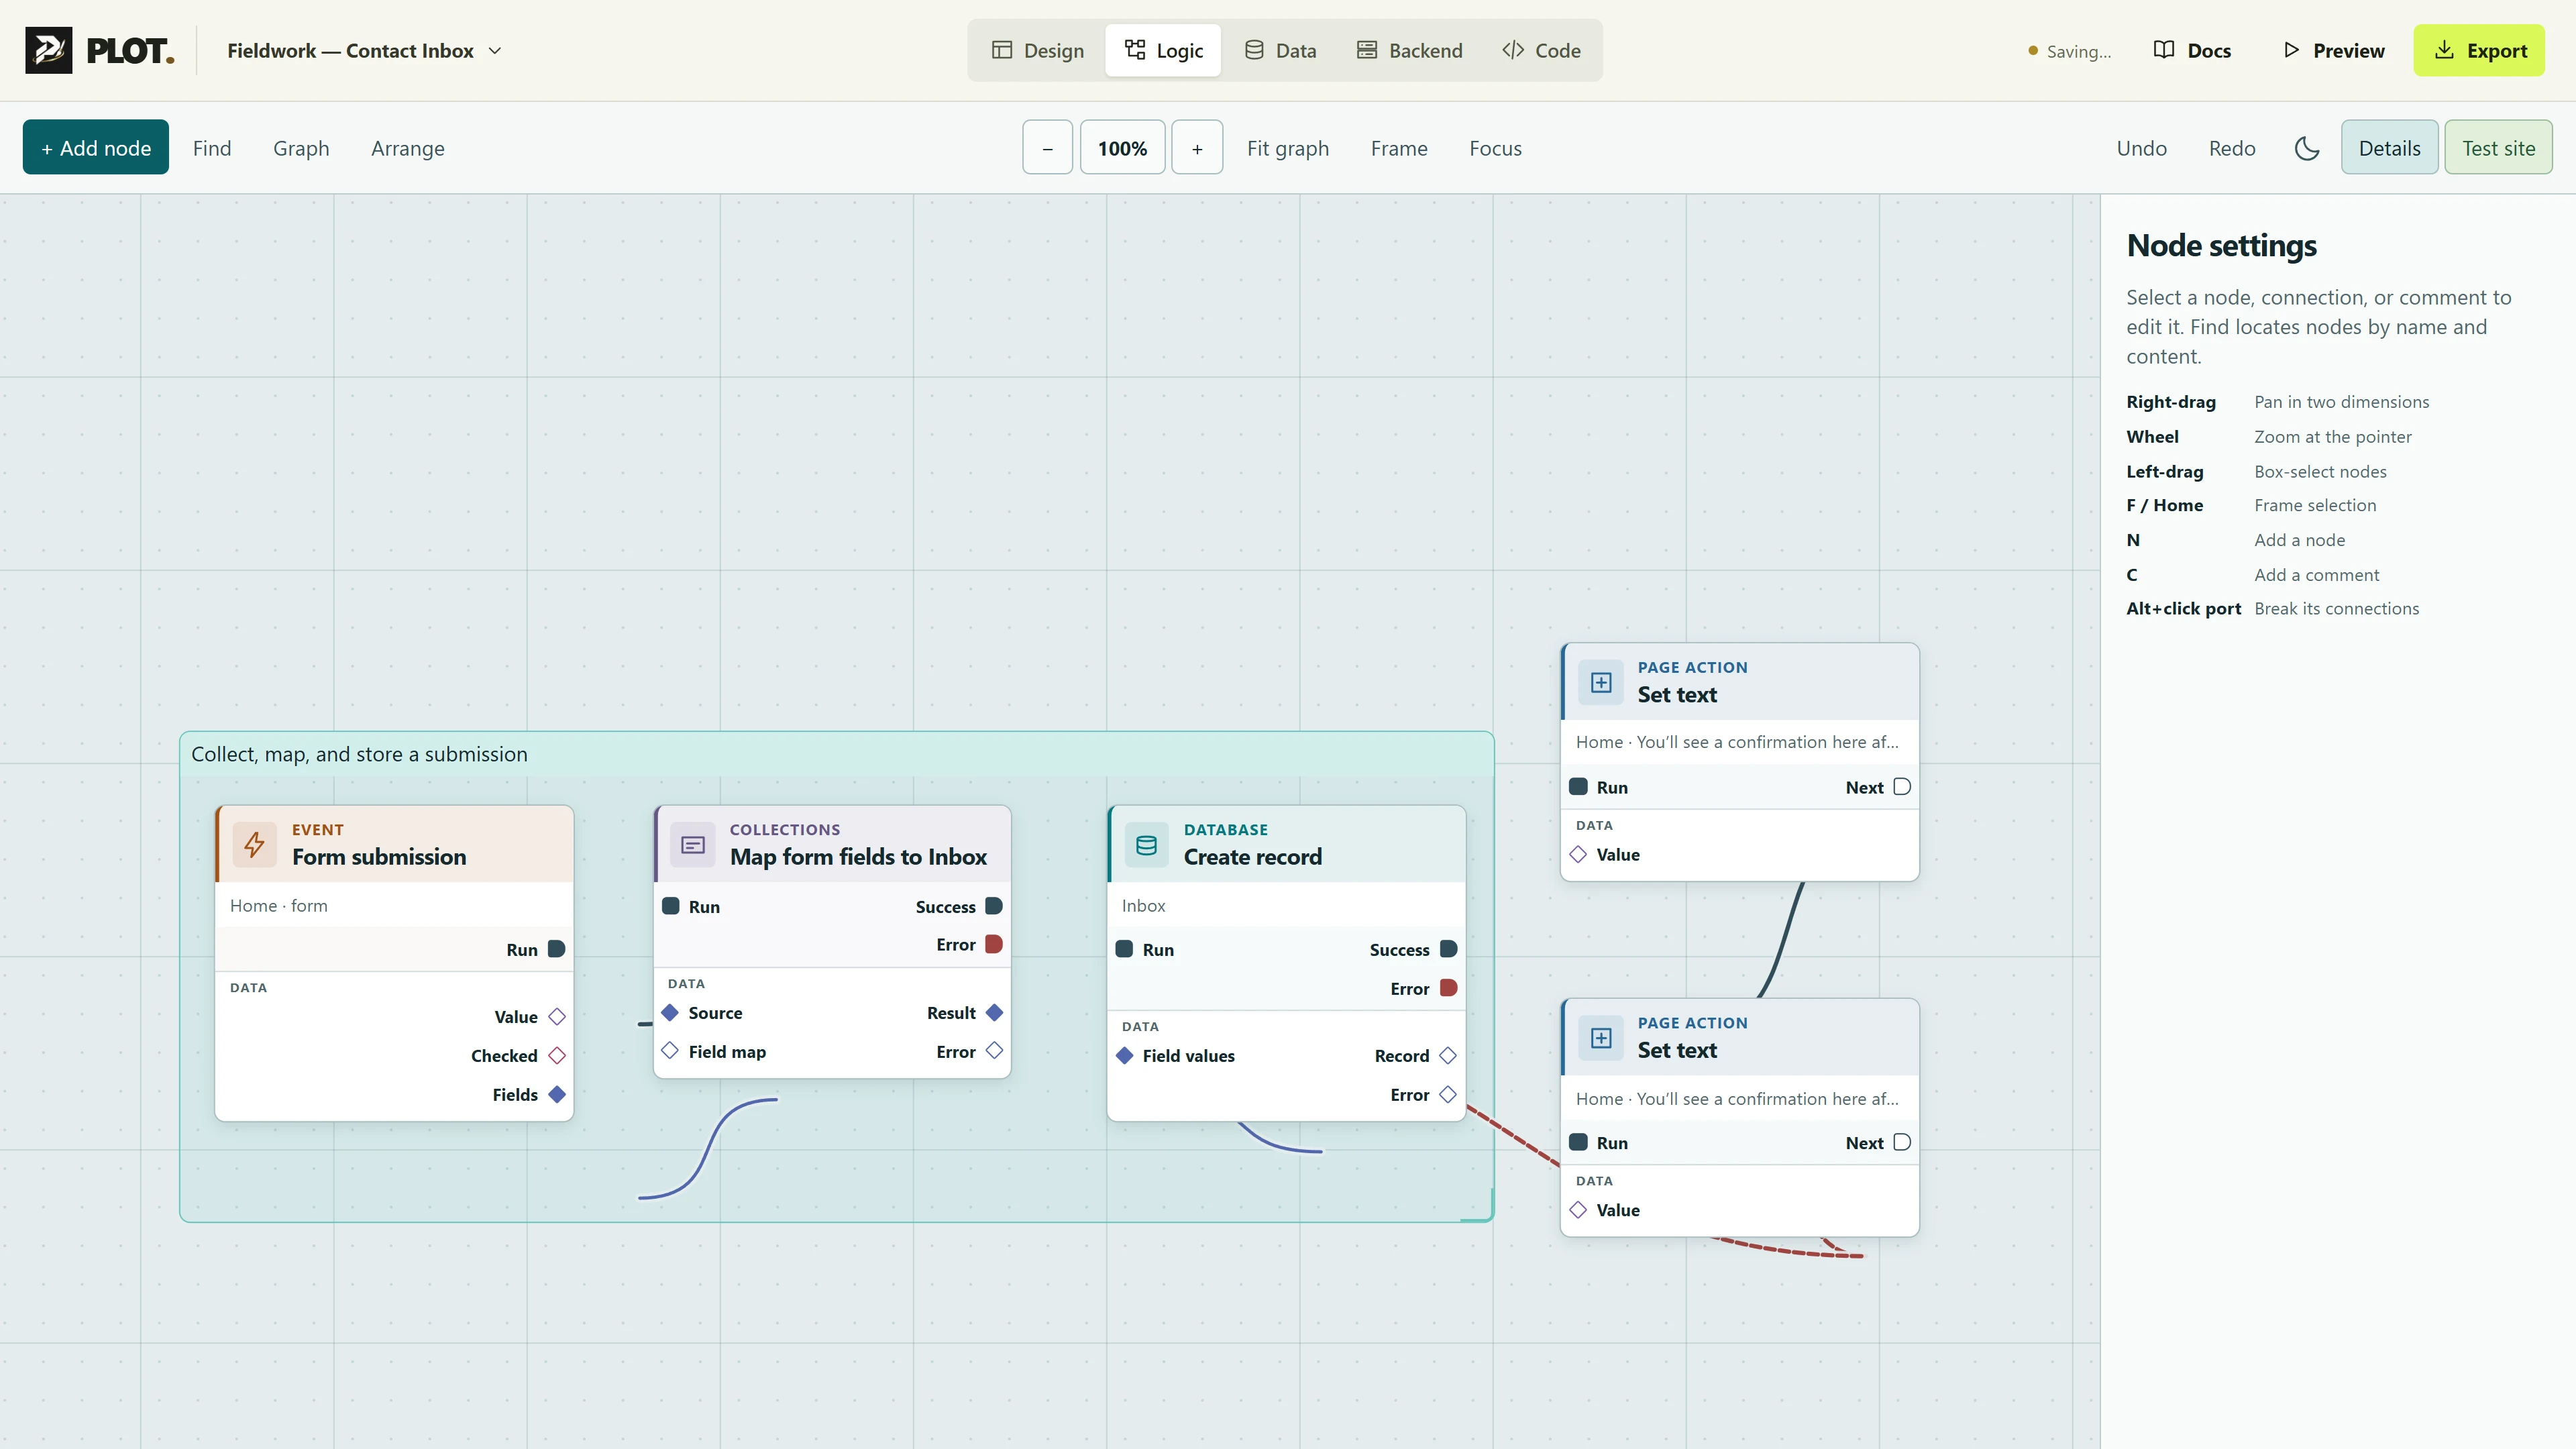 PLOT.
Fieldwork — Contact Inbox
Design
Logic
Data
Backend
Code
Saving...
Docs
Preview
Export
+ Add node
Find
Graph
Arrange
−
100%
+
Fit graph
Frame
Focus
Undo
Redo
Details
Test site
Node settings
Select a node, connection, or comment to
edit it. Find locates nodes by name and
content.
Right-drag Pan in two dimensions
Wheel Zoom at the pointer
Left-drag Box-select nodes
F / Home Frame selection
N Add a node
C Add a comment
Alt+click port Break its connections
Collect, map, and store a submission
EVENT
Form submission
Home · form
Run
DATA
Value
Checked
Fields
COLLECTIONS
Map form fields to Inbox
Run Success
Error
DATA
Source Result
Field map Error
DATABASE
Create record
Inbox
Run Success
Error
DATA
Field values Record
Error
PAGE ACTION
Set text
Home · You’ll see a confirmation here af...
Run Next
DATA
Value
PAGE ACTION
Set text
Home · You’ll see a confirmation here af...
Run Next
DATA
Value